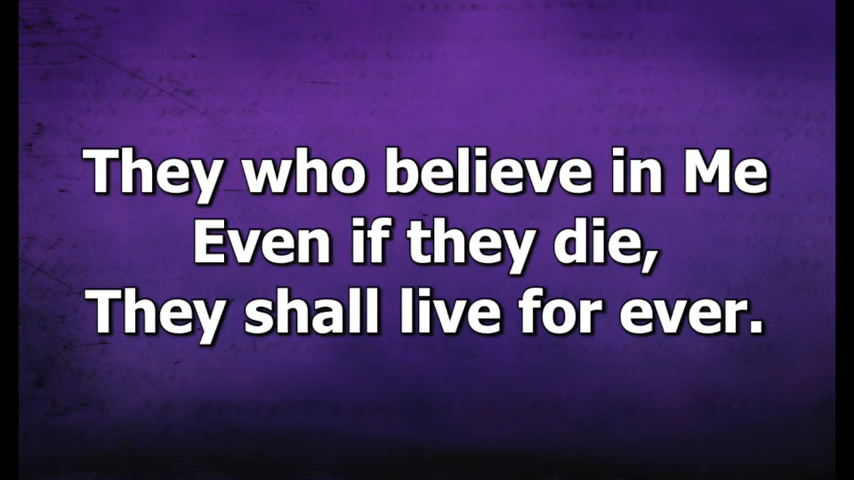 They who believe in Me
Even if they die,
They shall live for ever.